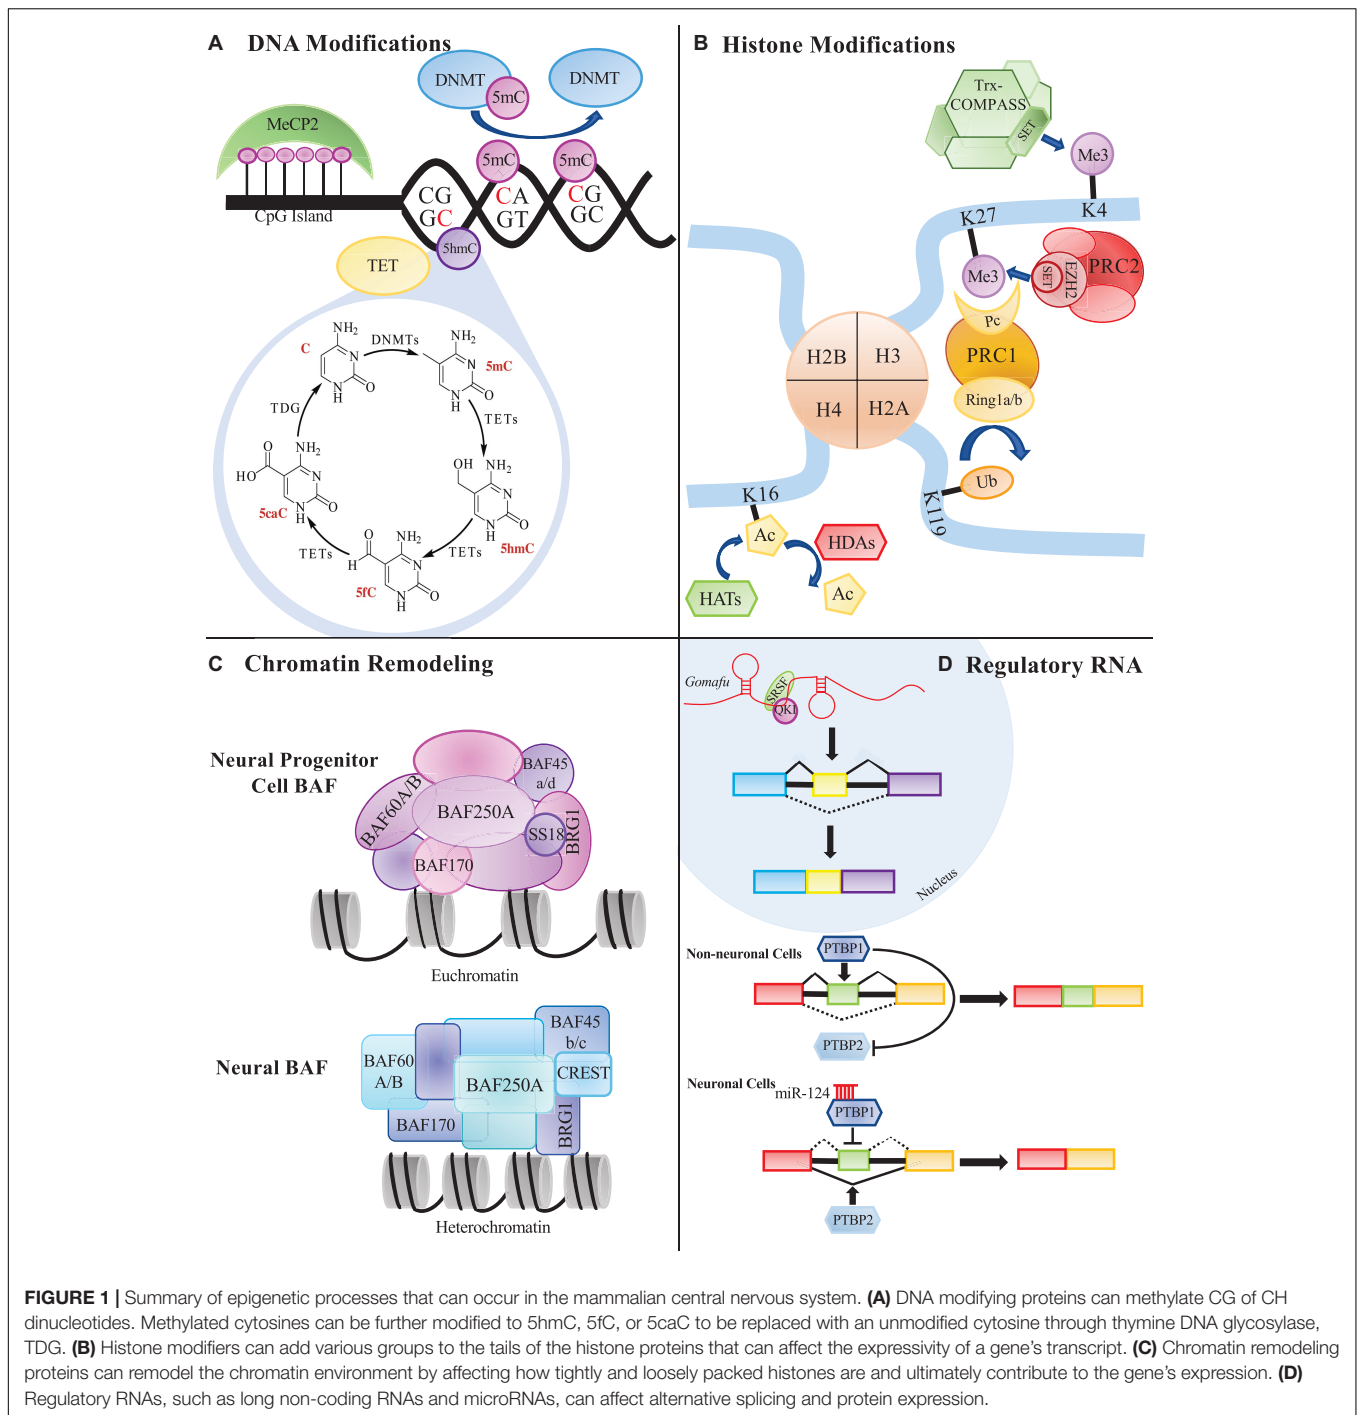 A DNA Modifications
DNMT
5mC
DNMT
MeCP2
5mC
5mC
CpG Island
CG
GC
CA
GT
CG
GC
5hmC
TET
C
NH2
N
O
N
H
DNMTs
NH2
N
O
N
H
5mC
TETs
OH
NH2
N
O
N
H
5hmC
TETs
O
H
NH2
N
O
N
H
5fC
TETs
O
HO
NH2
N
O
N
H
5caC
TDG
B Histone Modifications
Trx-
COMPASS
SET
Me3
K4
K27
Me3
SET
EZH2
PRC2
Pc
PRC1
Ring1a/b
H2B
H3
H4
H2A
Ub
K119
K16
Ac
HDAs
HATs
Ac
C Chromatin Remodeling
Neural Progenitor
Cell BAF
BAF60A/B
BAF250A
BAF45
a/d
SS18
BRG1
BAF170
Euchromatin
Neural BAF
BAF60
A/B
BAF250A
BAF45
b/c
CREST
BAF170
BRG1
Heterochromatin
D Regulatory RNA
Gomafu
SRSF
QKI
Nucleus
Non-neuronal Cells
PTBP1
PTBP2
Neuronal Cells
miR-124
PTBP1
PTBP2
FIGURE 1 | Summary of epigenetic processes that can occur in the mammalian central nervous system. (A) DNA modifying proteins can methylate CG of CH
dinucleotides. Methylated cytosines can be further modified to 5hmC, 5fC, or 5caC to be replaced with an unmodified cytosine through thymine DNA glycosylase,
TDG. (B) Histone modifiers can add various groups to the tails of the histone proteins that can affect the expressivity of a gene's transcript. (C) Chromatin remodeling
proteins can remodel the chromatin environment by affecting how tightly and loosely packed histones are and ultimately contribute to the gene's expression. (D)
Regulatory RNAs, such as long non-coding RNAs and microRNAs, can affect alternative splicing and protein expression.